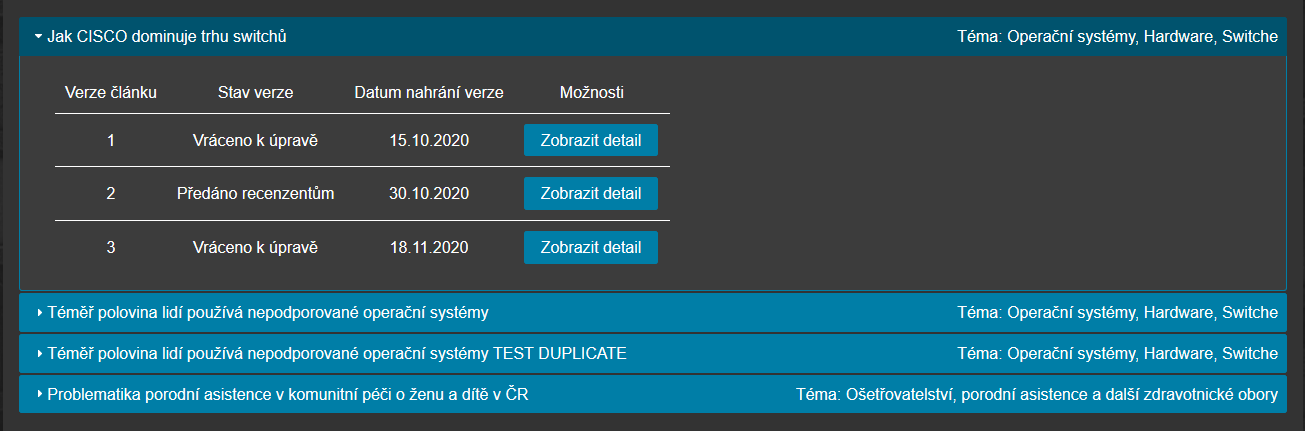 Jak CISCO dominuje trhu switchů Téma: Operační systémy, Hardware, Switche
Verze článku Stav verze Datum nahrání verze Možnosti
1 Vráceno k úpravě 15.10.2020 Zobrazit detail
2 Předáno recenzentům 30.10.2020 Zobrazit detail
3 Vráceno k úpravě 18.11.2020 Zobrazit detail
Téměř polovina lidí používá nepodporované operační systémy Téma: Operační systémy, Hardware, Switche
Téměř polovina lidí používá nepodporované operační systémy TEST DUPLICATE Téma: Operační systémy, Hardware, Switche
Problematika porodní asistence v komunitní péči o ženu a dítě v ČR Téma: Ošetřovatelství, porodní asistence a další zdravotnické obory